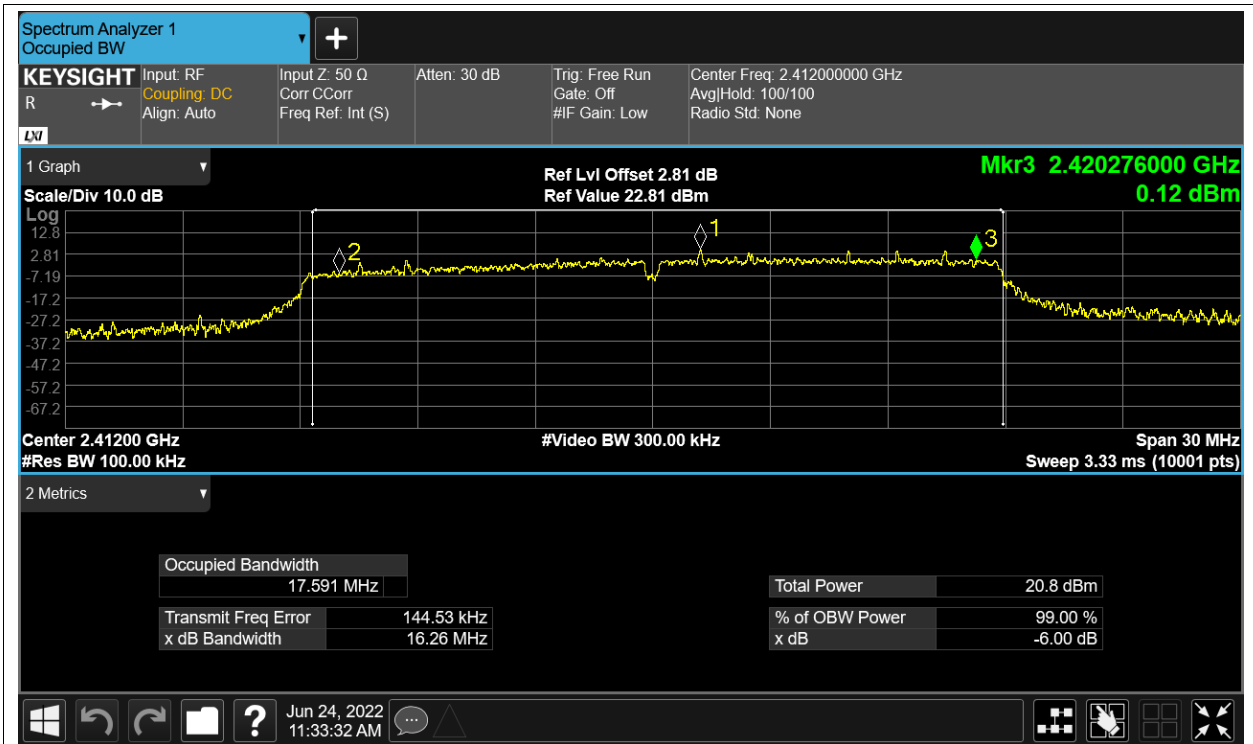 Spectrum Analyzer 1
Occupied BW
KEYSIGHT
R
LXI
Input: RF
Coupling: DC
Align: Auto
Input Z: 50 Ω
Corr CCorr
Freq Ref: Int (S)
Atten: 30 dB
Trig: Free Run
Gate: Off
#IF Gain: Low
Center Freq: 2.412000000 GHz
Avg|Hold: 100/100
Radio Std: None
1 Graph
Scale/Div 10.0 dB
Ref Lvl Offset 2.81 dB
Ref Value 22.81 dBm
Mkr3 2.420276000 GHz
0.12 dBm
Log
12.8
2.81
-7.19
-17.2
-27.2
-37.2
-47.2
-57.2
-67.2
2
1
3
Center 2.41200 GHz
#Res BW 100.00 kHz
#Video BW 300.00 kHz
Span 30 MHz
Sweep 3.33 ms (10001 pts)
2 Metrics
Occupied Bandwidth
17.591 MHz
Transmit Freq Error 144.53 kHz
x dB Bandwidth 16.26 MHz
Total Power 20.8 dBm
% of OBW Power 99.00 %
x dB -6.00 dB
?
Jun 24, 2022
11:33:32 AM